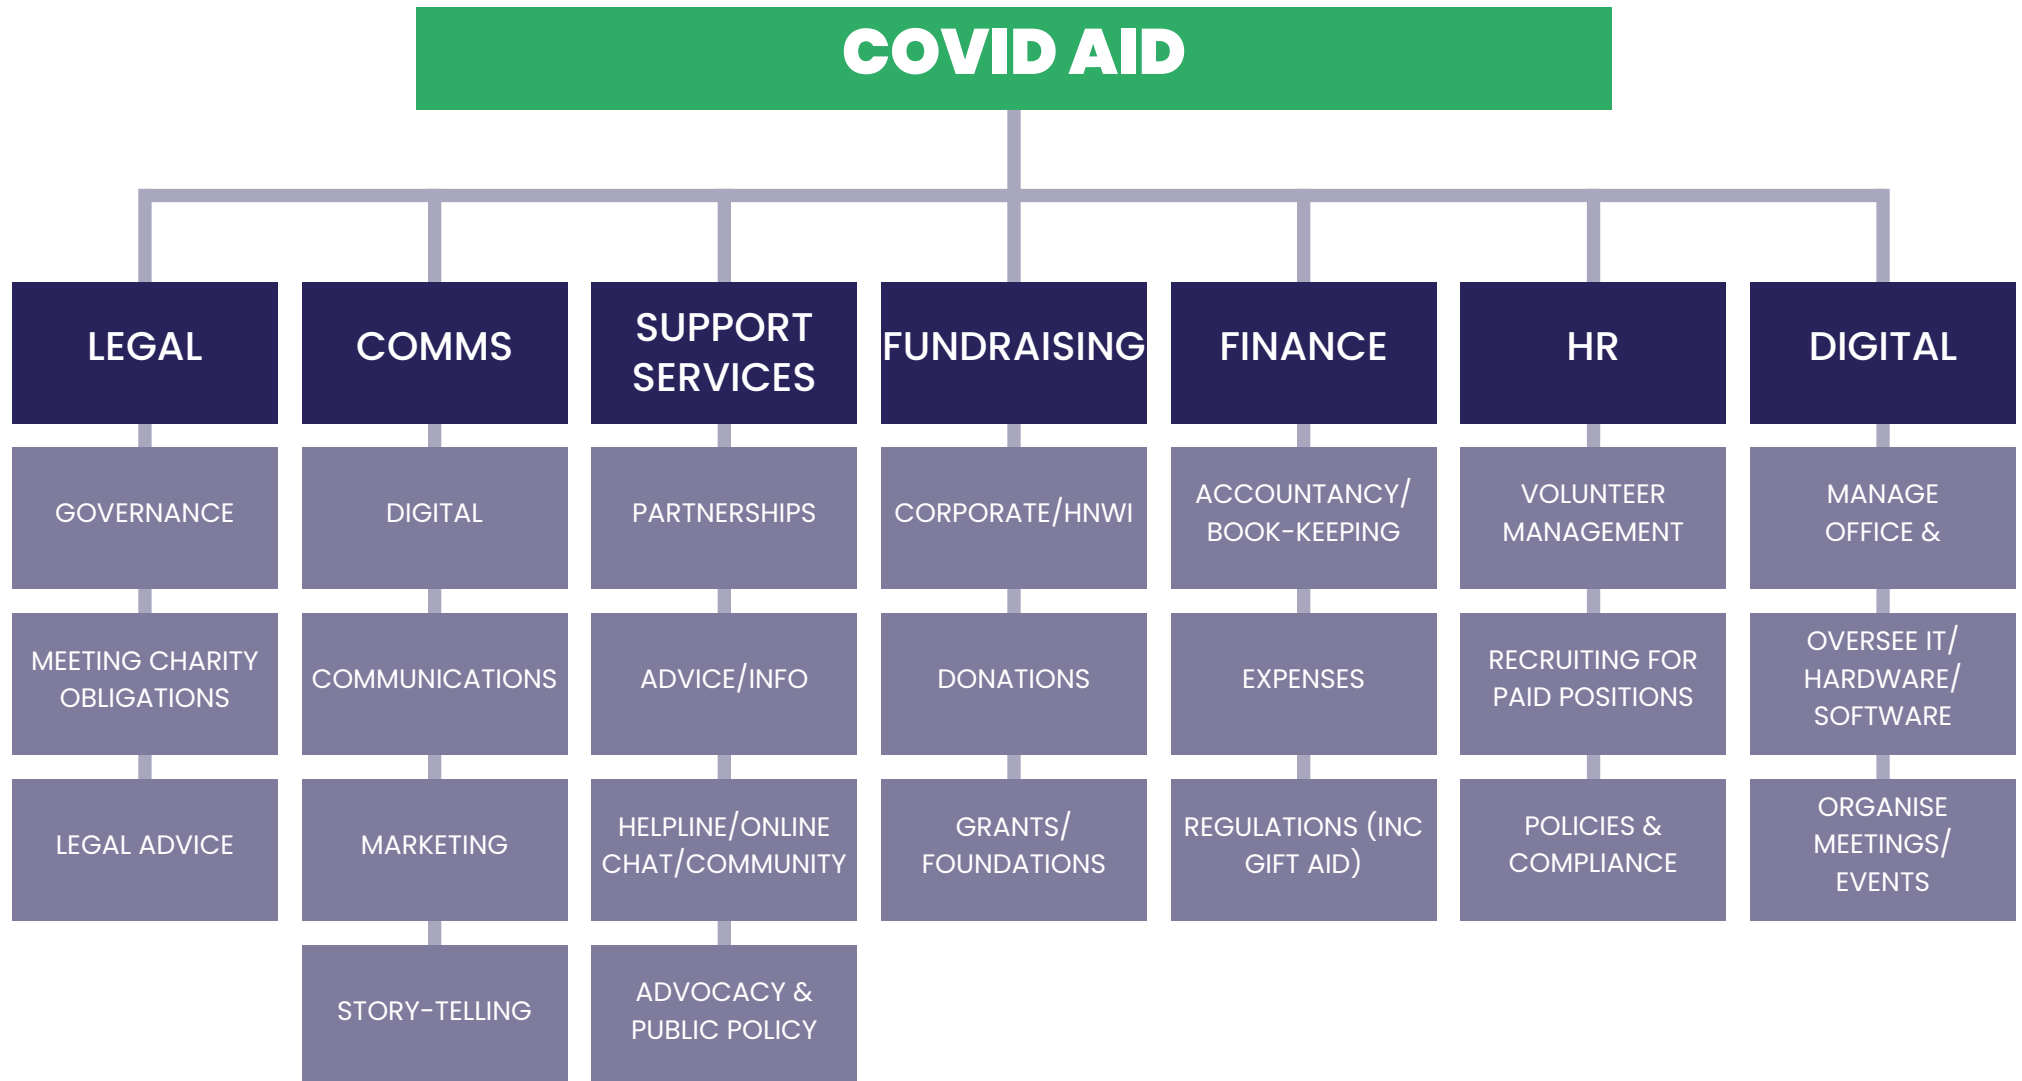 COVID AID
LEGAL
COMMS
SUPPORT
SERVICES
FUNDRAISING
FINANCE
HR
DIGITAL
GOVERNANCE
DIGITAL
PARTNERSHIPS
CORPORATE/HNWI
ACCOUNTANCY/
BOOK-KEEPING
VOLUNTEER
MANAGEMENT
MANAGE
OFFICE &
MEETING CHARITY
OBLIGATIONS
COMMUNICATIONS
ADVICE/INFO
DONATIONS
EXPENSES
RECRUITING FOR
PAID POSITIONS
OVERSEE IT/
HARDWARE/
SOFTWARE
LEGAL ADVICE
MARKETING
HELPLINE/ONLINE
CHAT/COMMUNITY
GRANTS/
FOUNDATIONS
REGULATIONS (INC
GIFT AID)
POLICIES &
COMPLIANCE
ORGANISE
MEETINGS/
EVENTS
STORY-TELLING
ADVOCACY &
PUBLIC POLICY